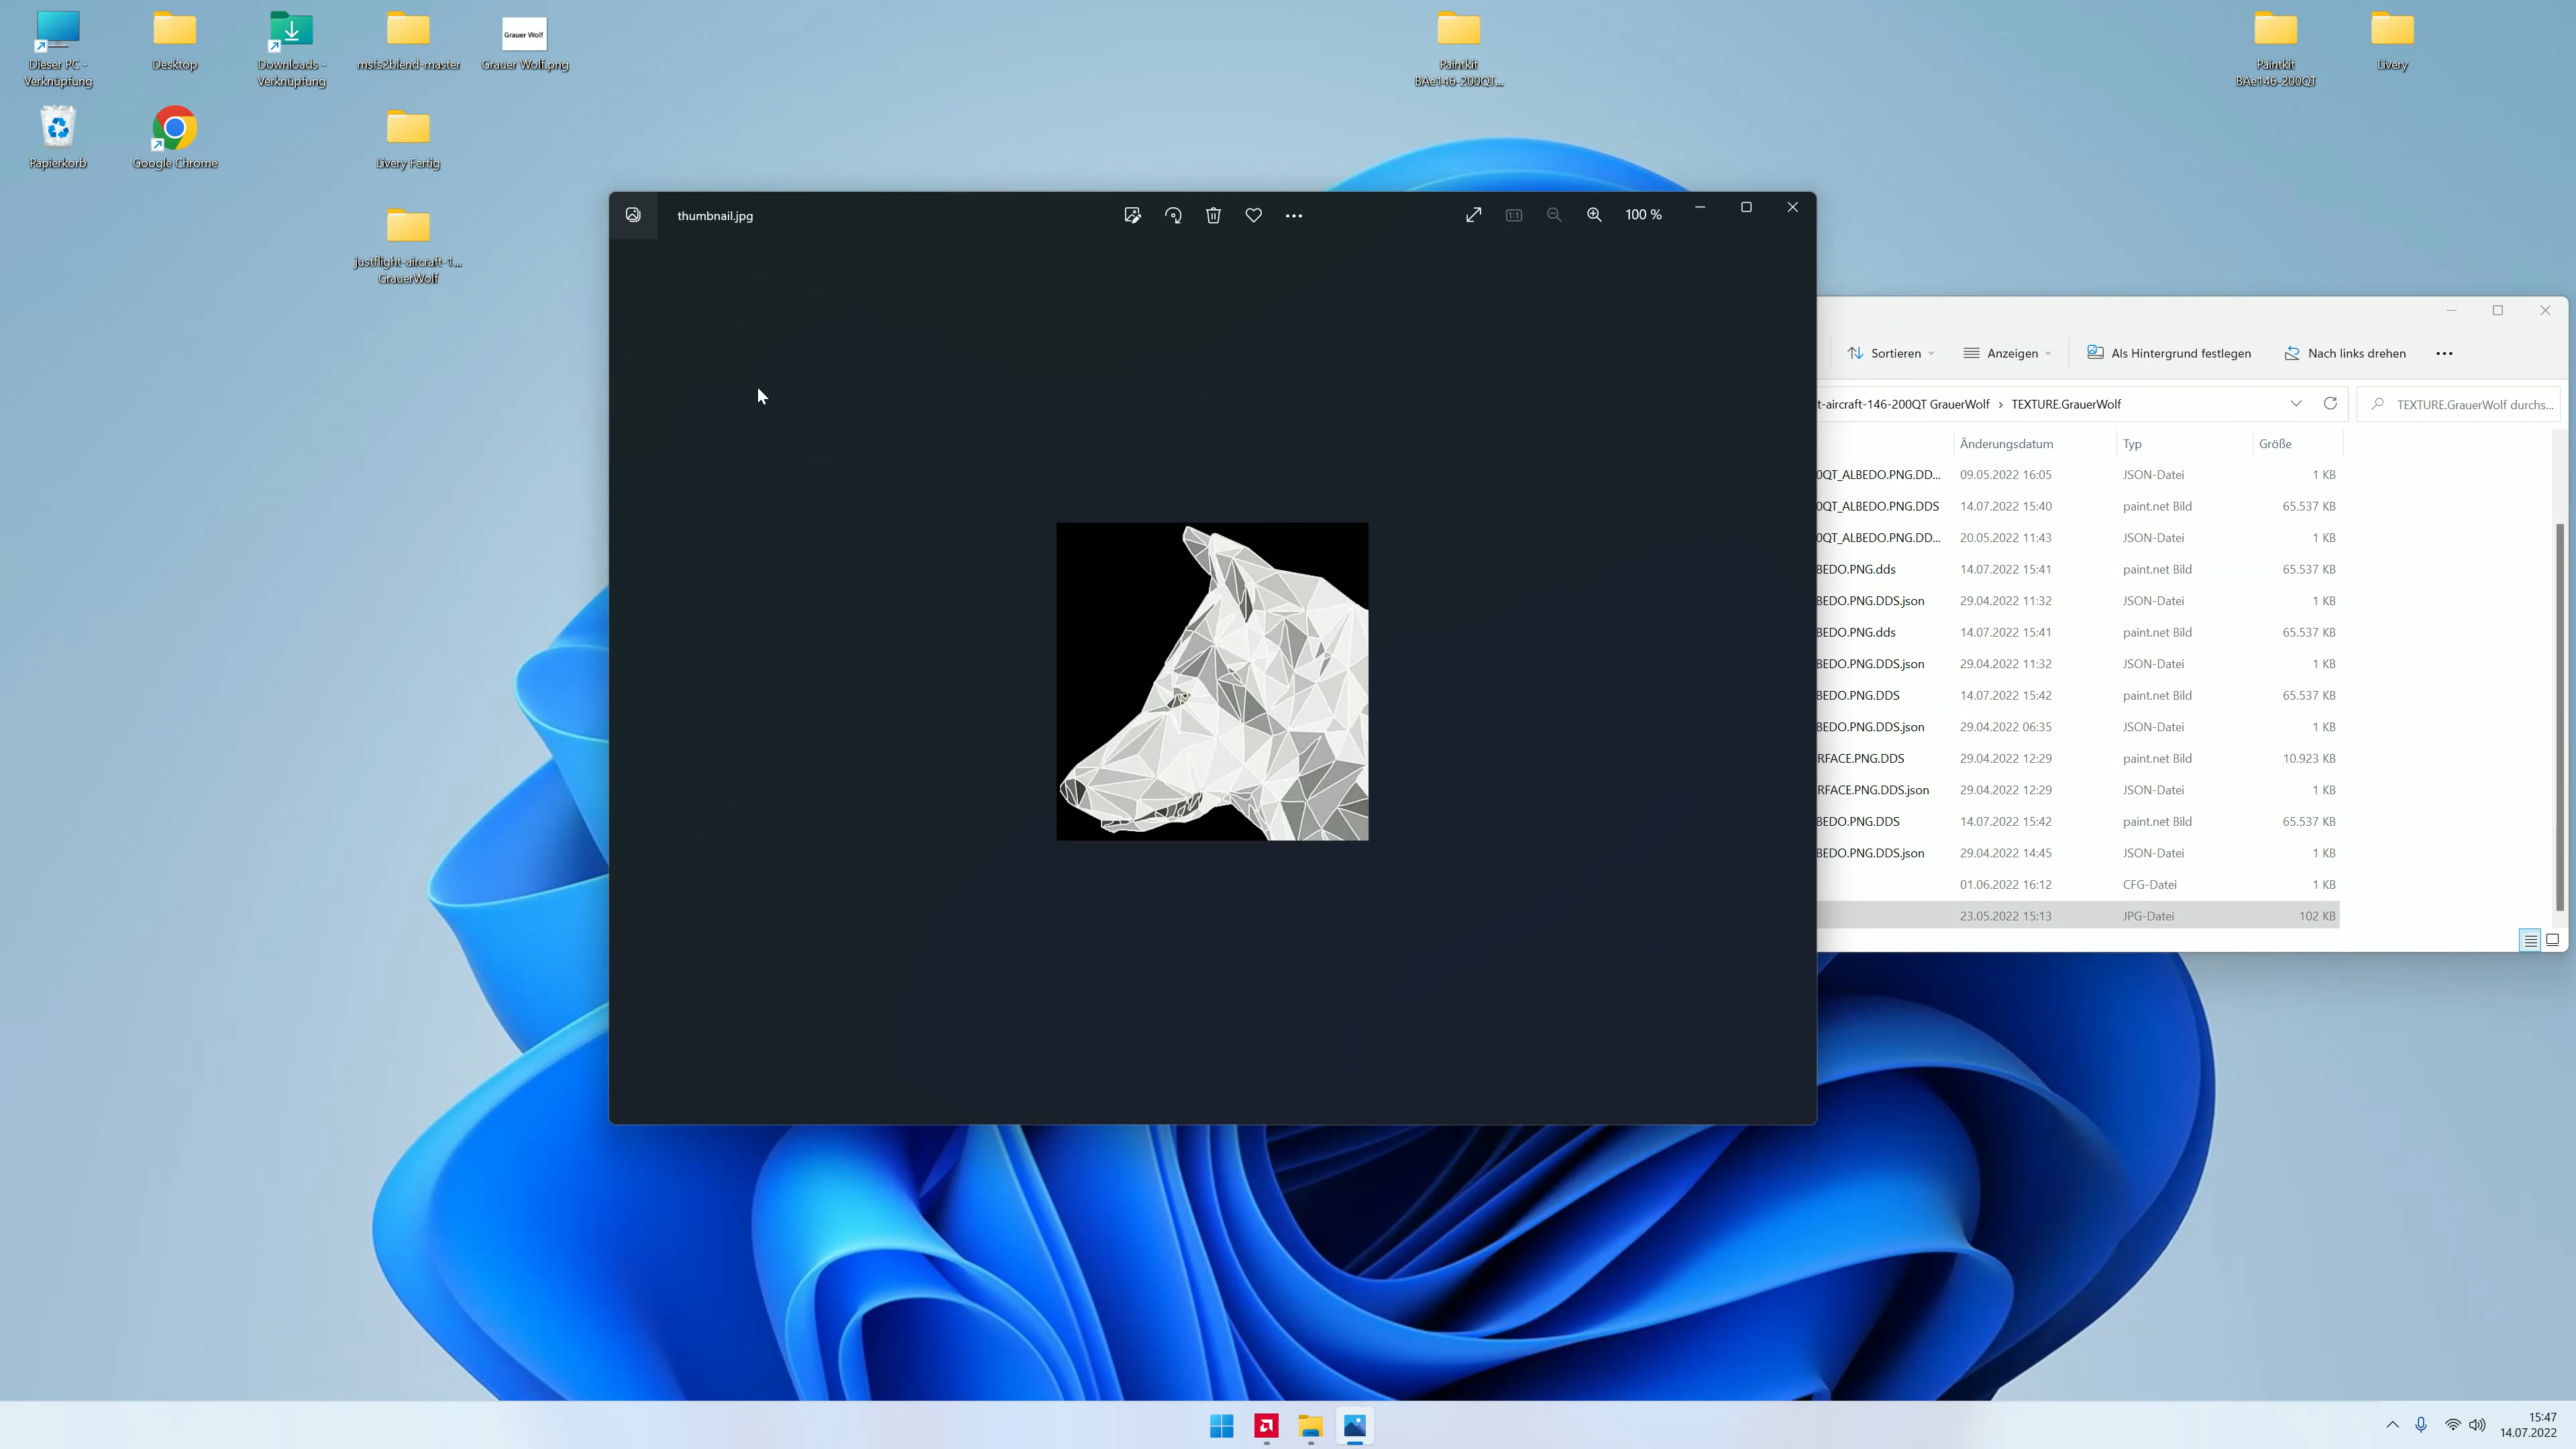 Dieser PC -
Verknüpfung
Desktop
Downloads -
Verknüpfung
msfs2blend-master
Grauer Wolf
Grauer Wolf.png
Paintkit
BAe146-200QT...
Paintkit
BAe146-200QT
Livery
Papierkorb
Google Chrome
Livery Fertig
justflight-aircraft-1...
GrauerWolf
thumbnail.jpg
1:1
100 %
Sortieren
Anzeigen
Als Hintergrund festlegen
Nach links drehen
t-aircraft-146-200QT GrauerWolf › TEXTURE.GrauerWolf
TEXTURE.GrauerWolf durchs...
Änderungsdatum Typ Größe
0QT_ALBEDO.PNG.DD... 09.05.2022 16:05 JSON-Datei 1 KB
0QT_ALBEDO.PNG.DDS 14.07.2022 15:40 paint.net Bild 65.537 KB
0QT_ALBEDO.PNG.DD... 20.05.2022 11:43 JSON-Datei 1 KB
BEDO.PNG.dds 14.07.2022 15:41 paint.net Bild 65.537 KB
BEDO.PNG.DDS.json 29.04.2022 11:32 JSON-Datei 1 KB
BEDO.PNG.dds 14.07.2022 15:41 paint.net Bild 65.537 KB
BEDO.PNG.DDS.json 29.04.2022 11:32 JSON-Datei 1 KB
BEDO.PNG.DDS 14.07.2022 15:42 paint.net Bild 65.537 KB
BEDO.PNG.DDS.json 29.04.2022 06:35 JSON-Datei 1 KB
RFACE.PNG.DDS 29.04.2022 12:29 paint.net Bild 10.923 KB
RFACE.PNG.DDS.json 29.04.2022 12:29 JSON-Datei 1 KB
BEDO.PNG.DDS 14.07.2022 15:42 paint.net Bild 65.537 KB
BEDO.PNG.DDS.json 29.04.2022 14:45 JSON-Datei 1 KB
01.06.2022 16:12 CFG-Datei 1 KB
23.05.2022 15:13 JPG-Datei 102 KB
15:47
14.07.2022